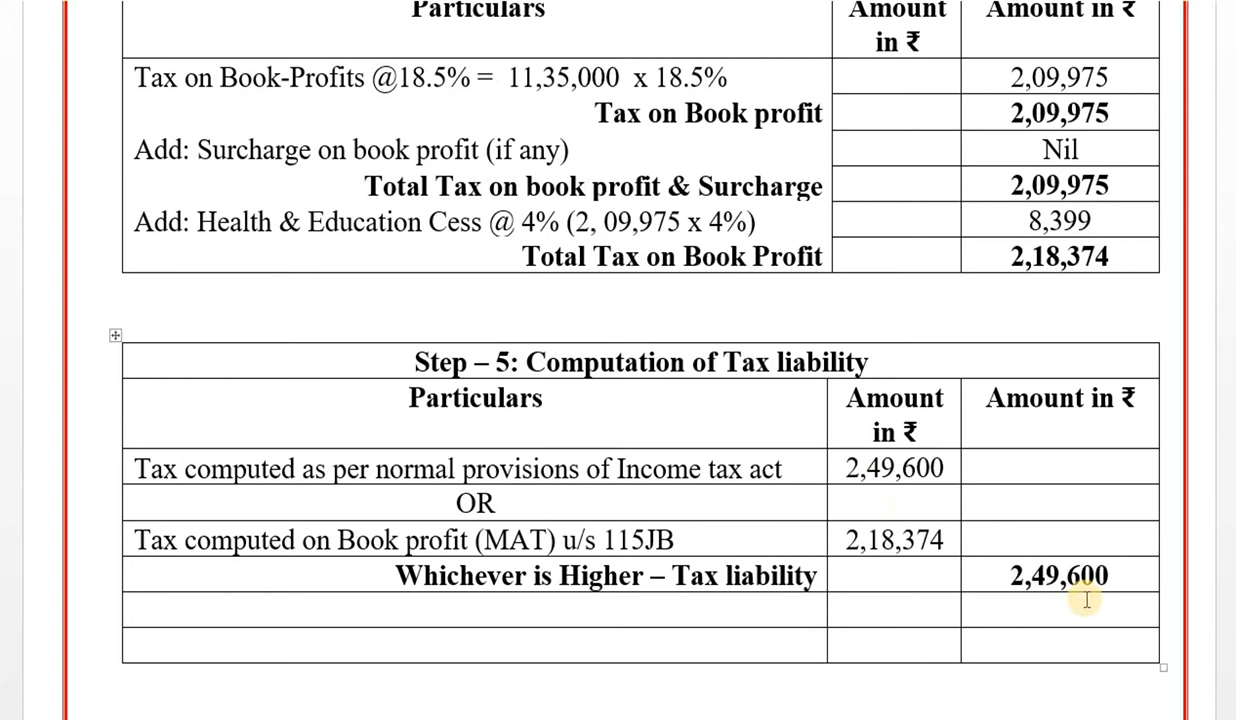 Particulars Amount Amount in ₹
in ₹
Tax on Book-Profits @18.5% = 11,35,000 x 18.5% 2,09,975
Tax on Book profit 2,09,975
Add: Surcharge on book profit (if any) Nil
Total Tax on book profit & Surcharge 2,09,975
Add: Health & Education Cess @ 4% (2, 09,975 x 4%) 8,399
Total Tax on Book Profit 2,18,374
Step – 5: Computation of Tax liability
Particulars Amount Amount in ₹
in ₹
Tax computed as per normal provisions of Income tax act 2,49,600
OR
Tax computed on Book profit (MAT) u/s 115JB 2,18,374
Whichever is Higher – Tax liability 2,49,600